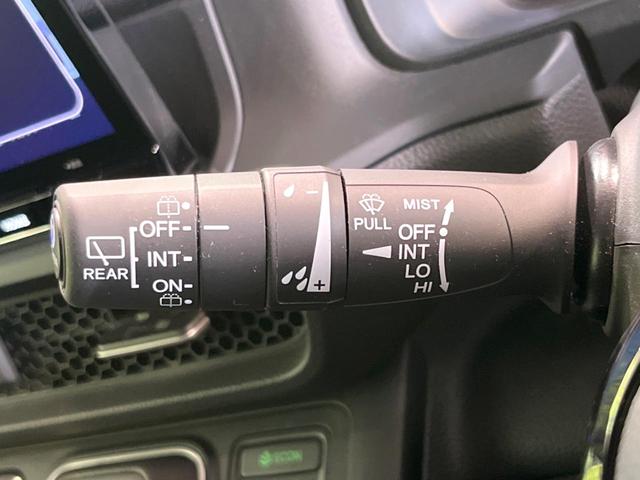 REAR
OFF
INT
ON
- 
+
PULL
MIST
OFF
INT
LO
HI
ECON